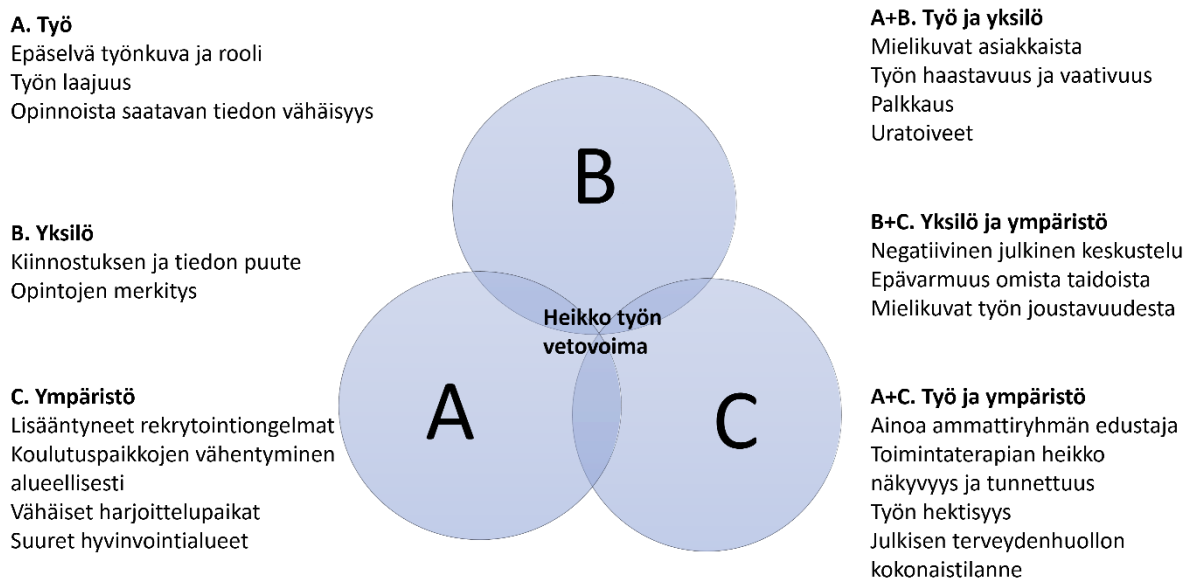 A. Työ
Epäselvä työnkuva ja rooli
Työn laajuus
Opinnoista saatavan tiedon vähäisyys
B. Yksilö
Kiinnostuksen ja tiedon puute
Opintojen merkitys
C. Ympäristö
Lisääntyneet rekrytointiongelmat
Koulutuspaikkojen vähentyminen
alueellisesti
Vähäiset harjoittelupaikat
Suuret hyvinvointialueet
B
Heikko työn
vetovoima
A
C
A+B. Työ ja yksilö
Mielikuvat asiakkaista
Työn haastavuus ja vaativuus
Palkkaus
Uratoiveet
B+C. Yksilö ja ympäristö
Negatiivinen julkinen keskustelu
Epävarmuus omista taidoista
Mielikuvat työn joustavuudesta
A+C. Työ ja ympäristö
Ainoa ammattiryhmän edustaja
Toimintaterapian heikko
näkyvyys ja tunnettuus
Työn hektisyys
Julkisen terveydenhuollon
kokonaistilanne